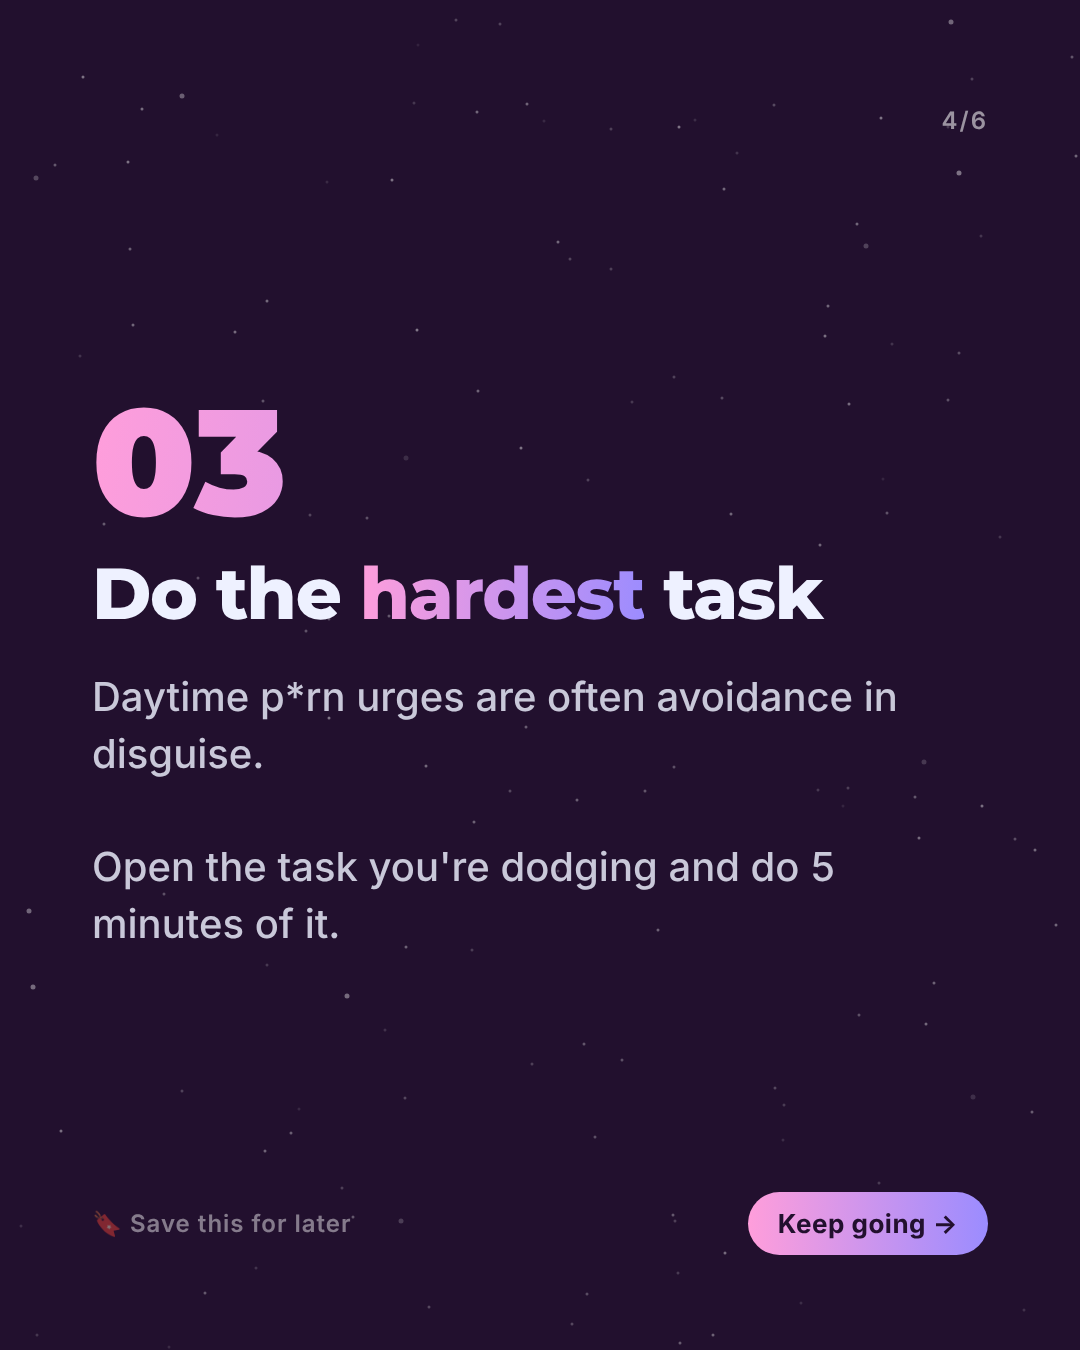 4/6
03
Do the hardest task
Daytime p*rn urges are often avoidance in
disguise.
Open the task you're dodging and do 5
minutes of it.
🔖 Save this for later
Keep going →